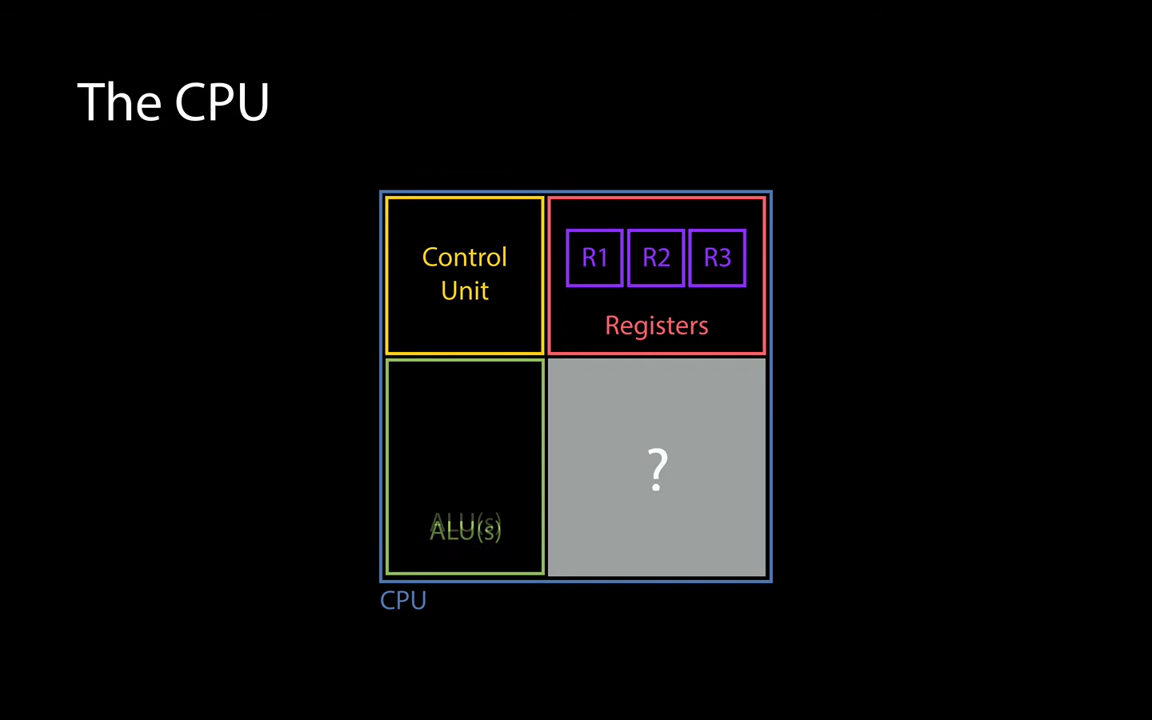 The CPU
Control
Unit
R1 R2 R3
Registers
?
ALU(s)
CPU